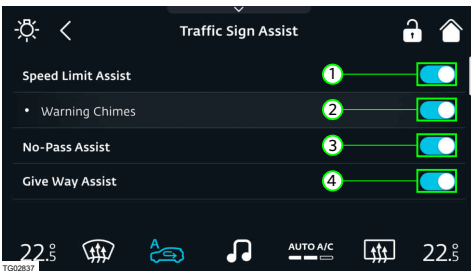 Traffic Sign Assist
Speed Limit Assist 1
• Warning Chimes 2
No-Pass Assist 3
Give Way Assist 4
22.5 A AUTO A/C 22.5
TG02837